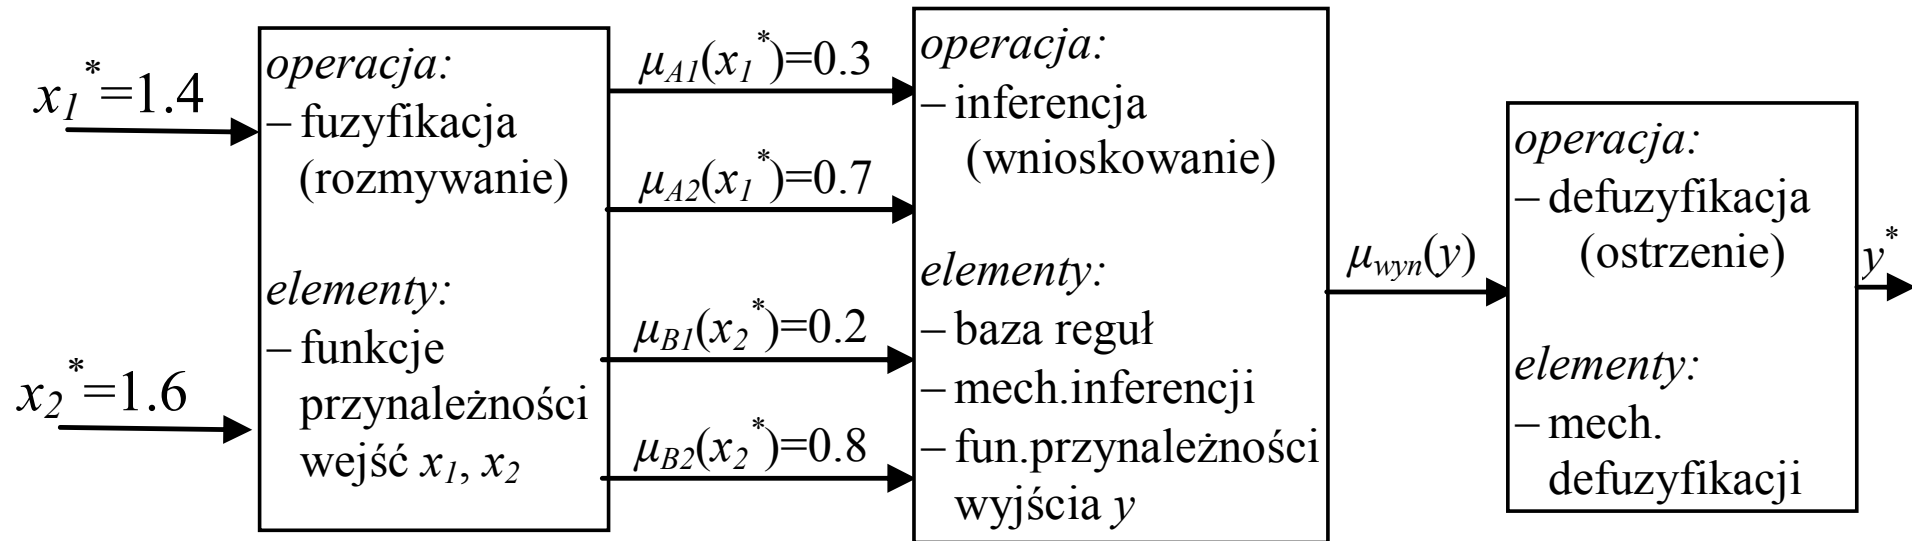 x₁*=1.4
x₂*=1.6
operacja:
– fuzyfikacja
(rozmywanie)
elementy:
– funkcje
przynależności
wejść x₁, x₂
μA1(x₁*)=0.3
μA2(x₁*)=0.7
μB1(x₂*)=0.2
μB2(x₂*)=0.8
operacja:
– inferencja
(wnioskowanie)
elementy:
– baza reguł
– mech.inferencji
– fun.przynależności
wyjścia y
μwyn(y)
operacja:
– defuzyfikacja
(ostrzenie)
elementy:
– mech.
defuzyfikacji
y*